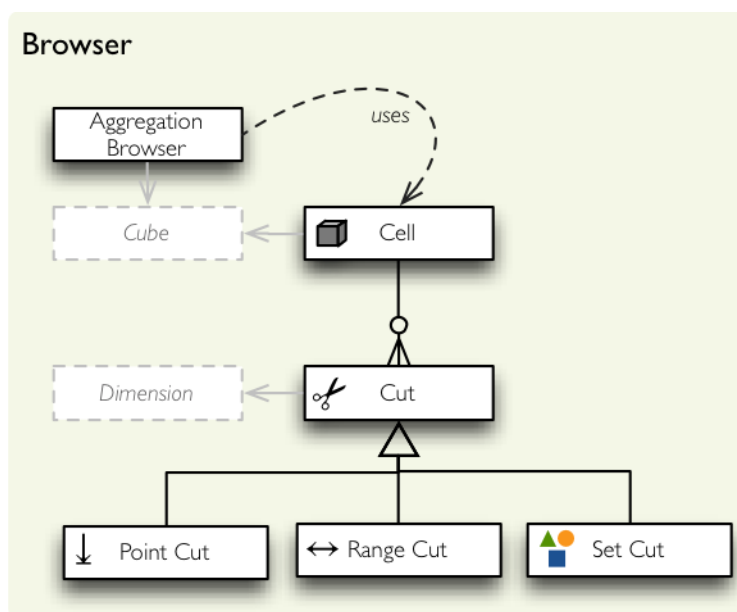 Browser
Aggregation
Browser
uses
Cube
Cell
Dimension
Cut
Point Cut
Range Cut
Set Cut